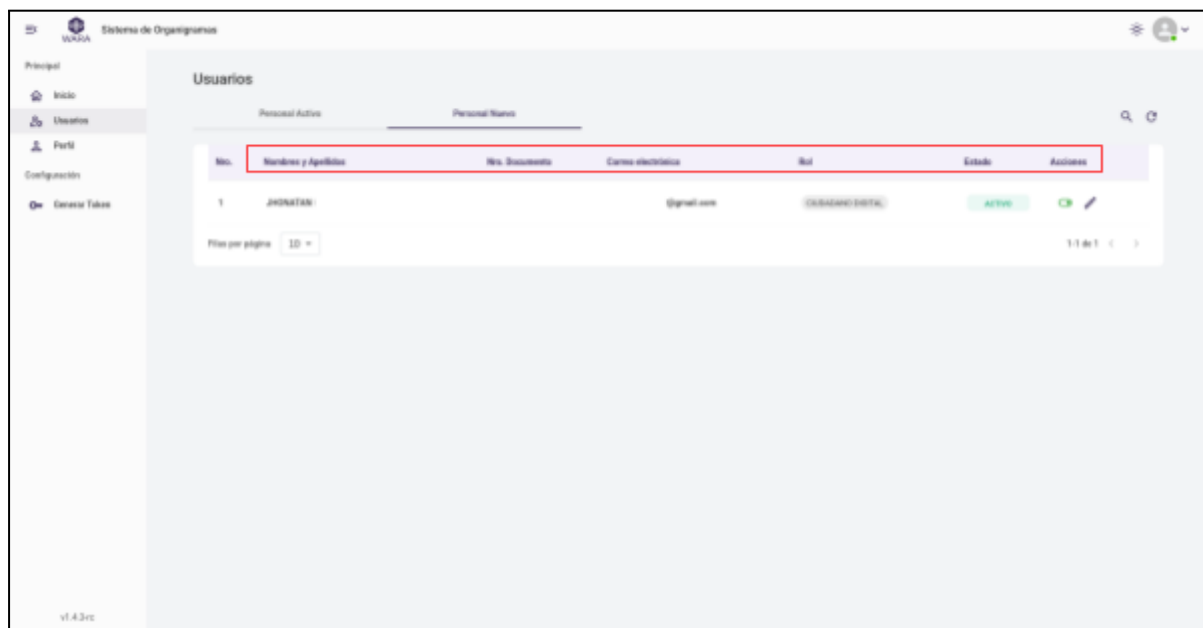 WARA Sistema de Organigramas
Principal
Inicio
Usuarios
Perfil
Configuración
Generar Token
v1.4.3-rc
Usuarios
Personal Activo Personal Nuevo
Nro. Nombres y Apellidos Nro. Documento Correo electrónico Rol Estado Acciones
1 JHONATAN @gmail.com CIUDADANO DIGITAL ACTIVO
Filas por página 10 1-1 de 1